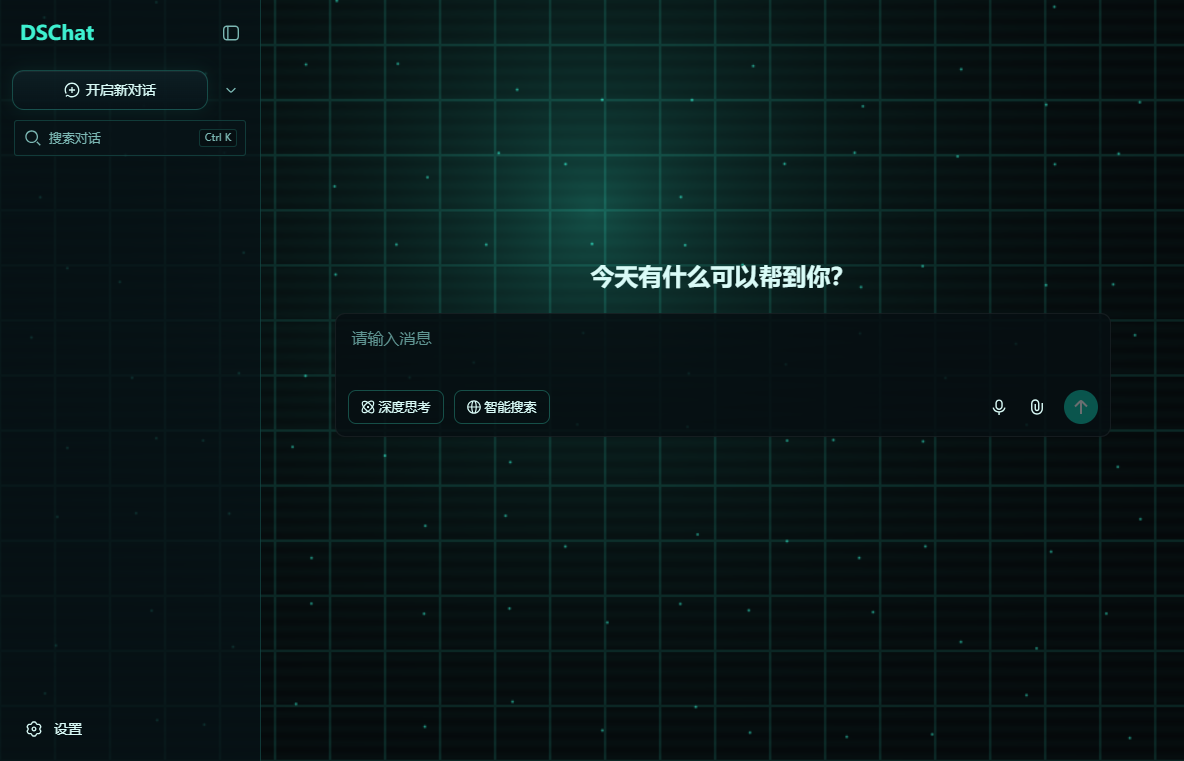 DSChat
开启新对话
搜索对话 Ctrl K
今天有什么可以帮到你？
请输入消息
深度思考 智能搜索
设置